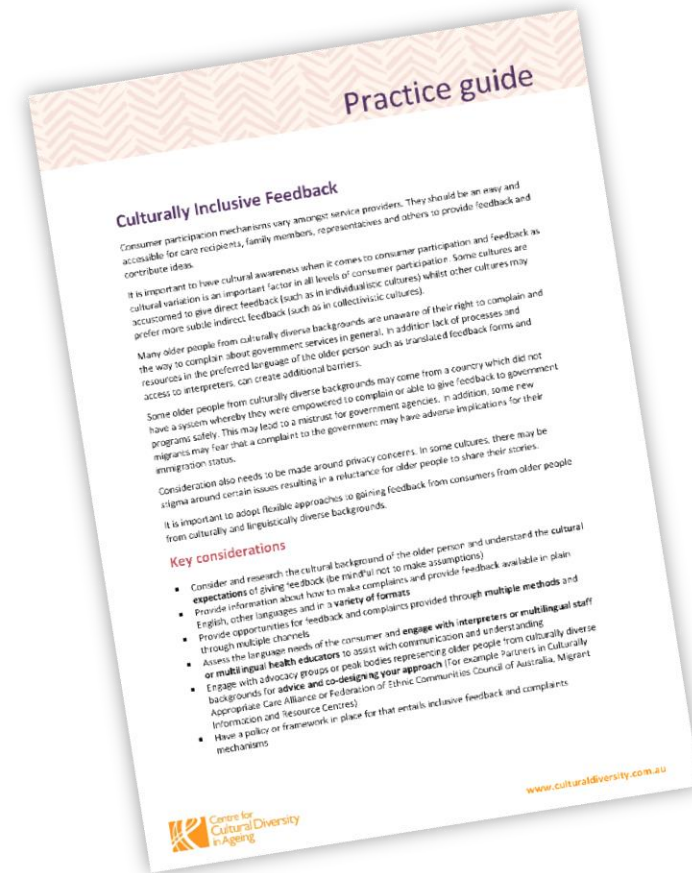 Practice guide
Culturally Inclusive Feedback
Consumer participation mechanisms vary amongst service providers. They should be an easy and
accessible for care recipients, family members, representatives and others to provide feedback and
contribute ideas.
It is important to have cultural awareness when it comes to consumer participation and feedback as
cultural variation is an important factor in all levels of consumer participation. Some cultures are
accustomed to give direct feedback (such as in individualistic cultures) whilst other cultures may
prefer more subtle indirect feedback (such as in collectivistic cultures).
Many older people from culturally diverse backgrounds are unaware of their right to complain and
the way to complain about government services in general. In addition lack of processes and
resources in the preferred language of the older person such as translated feedback forms and
access to interpreters, can create additional barriers.
Some older people from culturally diverse backgrounds may come from a country which did not
have a system whereby they were empowered to complain or able to give feedback to government
programs safely. This may lead to a mistrust for government agencies. In addition, some new
migrants may fear that a complaint to the government may have adverse implications for their
immigration status.
Consideration also needs to be made around privacy concerns. In some cultures, there may be
stigma around certain issues resulting in a reluctance for older people to share their stories.
It is important to adopt flexible approaches to gaining feedback from consumers from older people
from culturally and linguistically diverse backgrounds.
Key considerations
▪ Consider and research the cultural background of the older person and understand the cultural
expectations of giving feedback (be mindful not to make assumptions)
▪ Provide information about how to make complaints and provide feedback available in plain
English, other languages and in a variety of formats
▪ Provide opportunities for feedback and complaints provided through multiple methods and
through multiple channels
▪ Assess the language needs of the consumer and engage with interpreters or multilingual staff
or multilingual health educators to assist with communication and understanding
▪ Engage with advocacy groups or peak bodies representing older people from culturally diverse
backgrounds for advice and co-designing your approach (For example Partners in Culturally
Appropriate Care Alliance or Federation of Ethnic Communities Council of Australia, Migrant
Information and Resource Centres)
▪ Have a policy or framework in place for that entails inclusive feedback and complaints
mechanisms
Centre for
Cultural Diversity
in Ageing
www.culturaldiversity.com.au